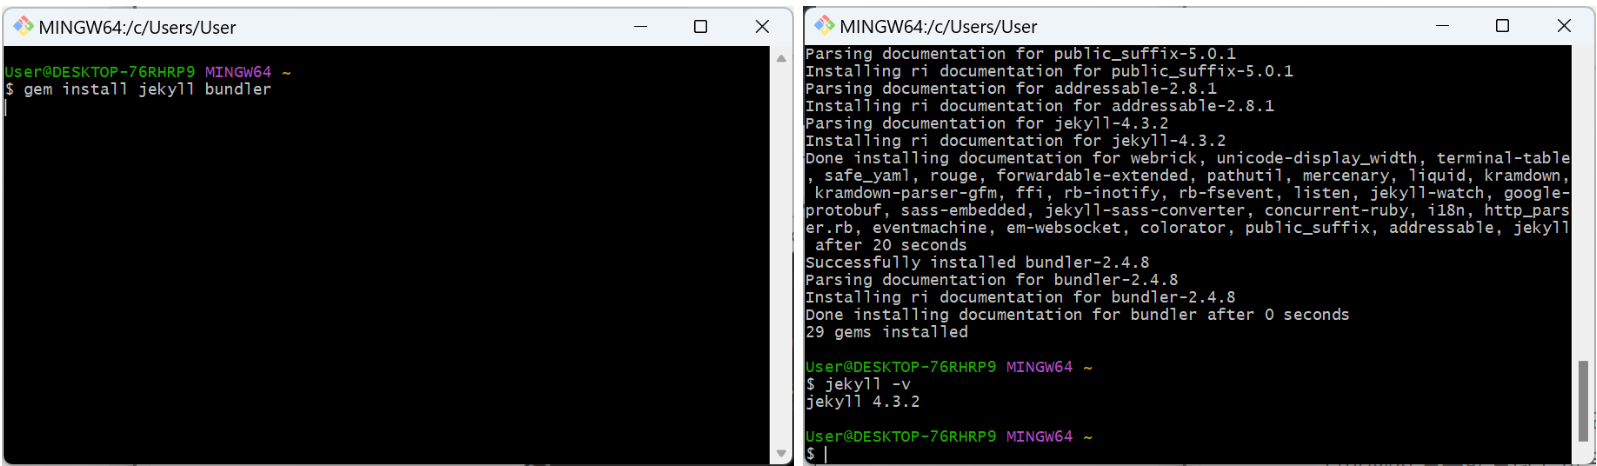 MINGW64:/c/Users/User
User@DESKTOP-76RHRP9 MINGW64 ~
$ gem install jekyll bundler
MINGW64:/c/Users/User
Parsing documentation for public_suffix-5.0.1
Installing ri documentation for public_suffix-5.0.1
Parsing documentation for addressable-2.8.1
Installing ri documentation for addressable-2.8.1
Parsing documentation for jekyll-4.3.2
Installing ri documentation for jekyll-4.3.2
Done installing documentation for webrick, unicode-display_width, terminal-table
, safe_yaml, rouge, forwardable-extended, pathutil, mercenary, liquid, kramdown,
kramdown-parser-gfm, ffi, rb-inotify, rb-fsevent, listen, jekyll-watch, google-
protobuf, sass-embedded, jekyll-sass-converter, concurrent-ruby, i18n, http_pars
er.rb, eventmachine, em-websocket, colorator, public_suffix, addressable, jekyll
after 20 seconds
Successfully installed bundler-2.4.8
Parsing documentation for bundler-2.4.8
Installing ri documentation for bundler-2.4.8
Done installing documentation for bundler after 0 seconds
29 gems installed
User@DESKTOP-76RHRP9 MINGW64 ~
$ jekyll -v
jekyll 4.3.2
User@DESKTOP-76RHRP9 MINGW64 ~
$